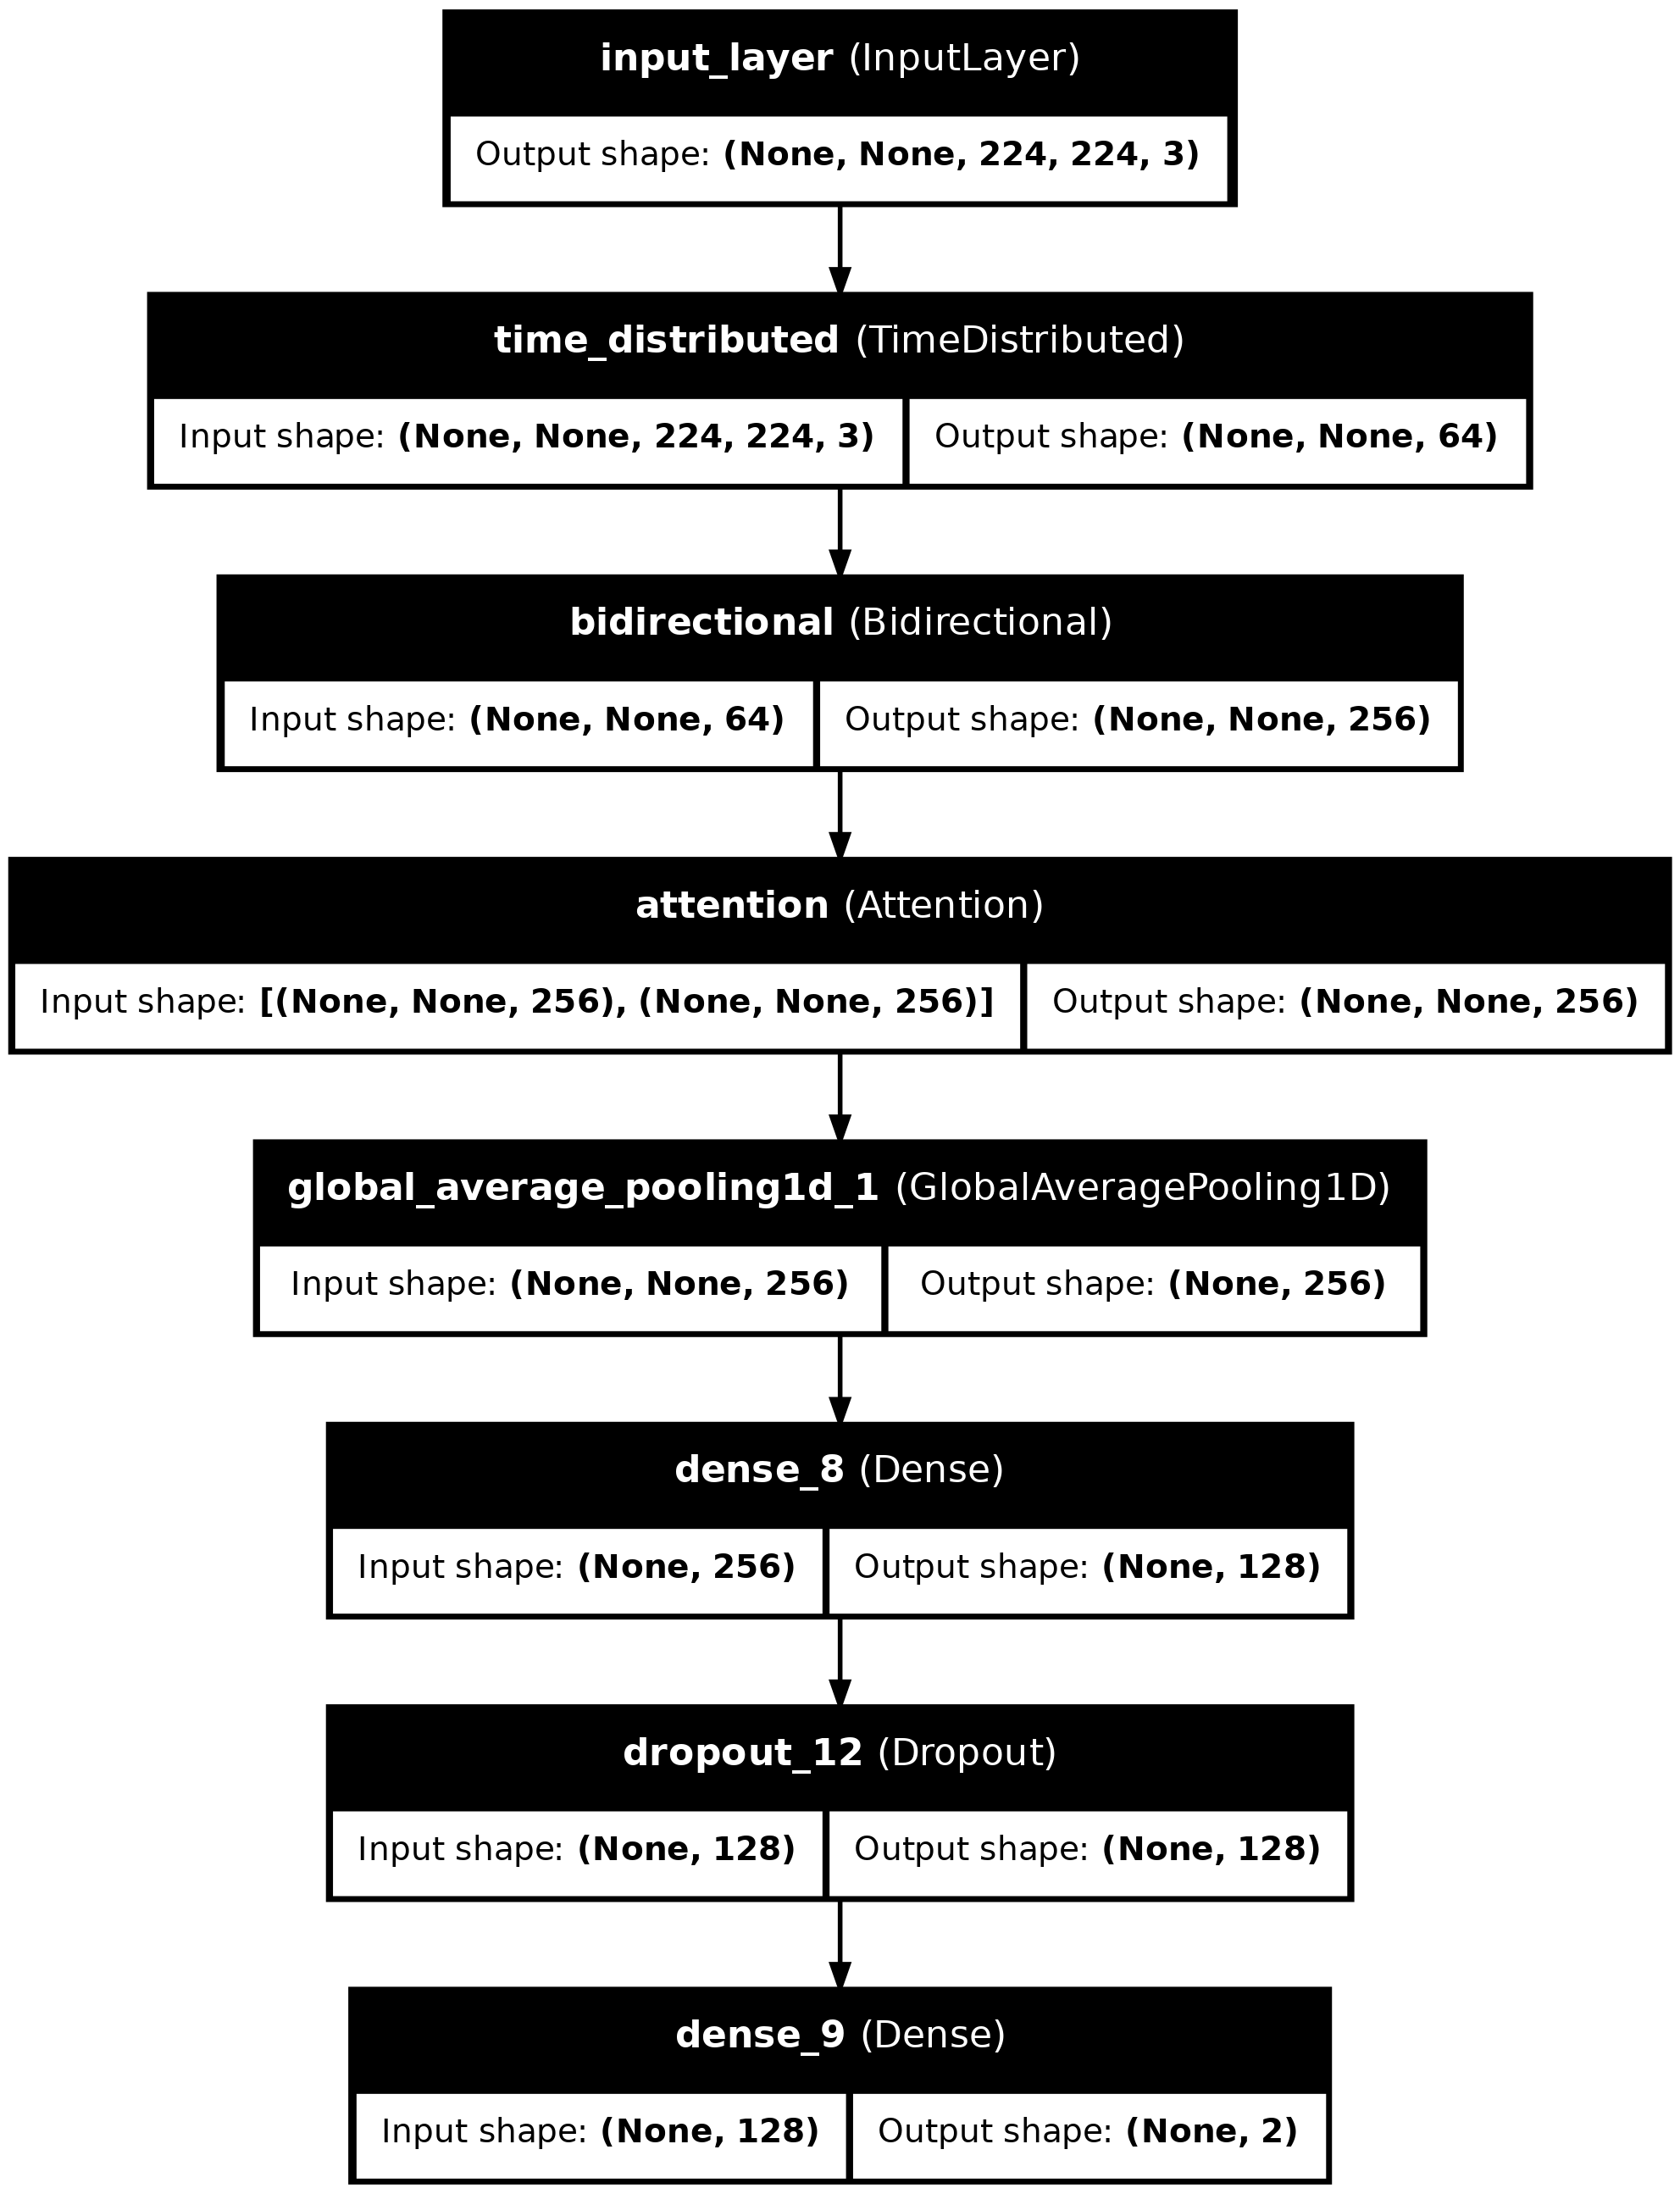 input_layer (InputLayer)
Output shape: (None, None, 224, 224, 3)
time_distributed (TimeDistributed)
Input shape: (None, None, 224, 224, 3) Output shape: (None, None, 64)
bidirectional (Bidirectional)
Input shape: (None, None, 64) Output shape: (None, None, 256)
attention (Attention)
Input shape: [(None, None, 256), (None, None, 256)] Output shape: (None, None, 256)
global_average_pooling1d_1 (GlobalAveragePooling1D)
Input shape: (None, None, 256) Output shape: (None, 256)
dense_8 (Dense)
Input shape: (None, 256) Output shape: (None, 128)
dropout_12 (Dropout)
Input shape: (None, 128) Output shape: (None, 128)
dense_9 (Dense)
Input shape: (None, 128) Output shape: (None, 2)